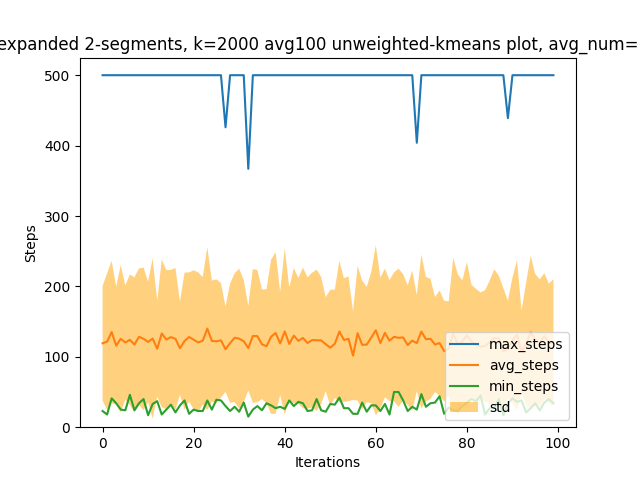 expanded 2-segments, k=2000 avg100 unweighted-kmeans plot, avg_num=
500
400
300
200
100
0
Steps
max_steps
avg_steps
min_steps
std
0 20 40 60 80 100
Iterations